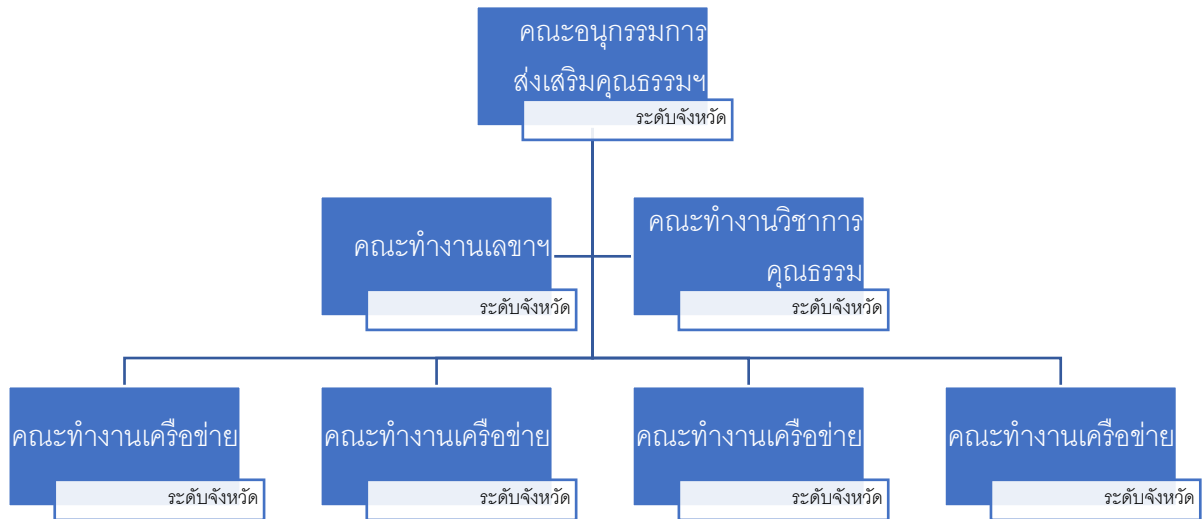 คณะอนุกรรมการ
ส่งเสริมคุณธรรมฯ
ระดับจังหวัด
คณะทำงานเลขาฯ
ระดับจังหวัด
คณะทำงานวิชาการ
คุณธรรม
ระดับจังหวัด
คณะทำงานเครือข่าย
ระดับจังหวัด
คณะทำงานเครือข่าย
ระดับจังหวัด
คณะทำงานเครือข่าย
ระดับจังหวัด
คณะทำงานเครือข่าย
ระดับจังหวัด